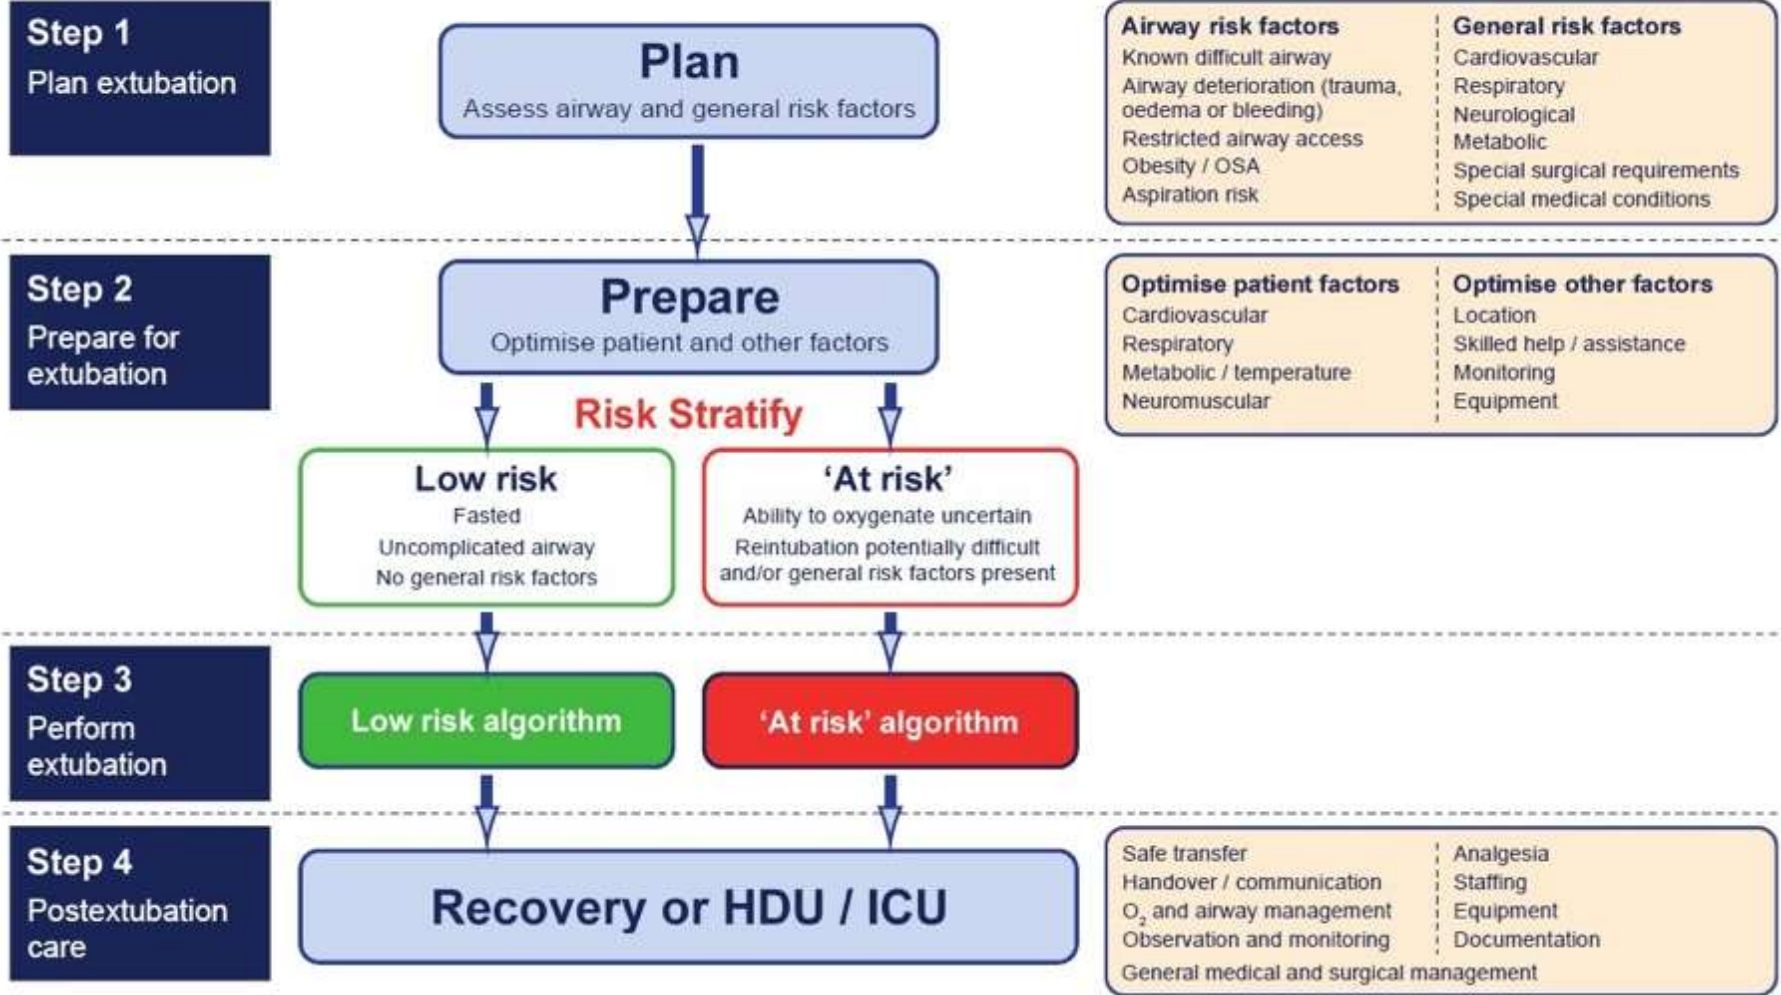 Step 1
Plan extubation
Plan
Assess airway and general risk factors
Airway risk factors
Known difficult airway
Airway deterioration (trauma,
oedema or bleeding)
Restricted airway access
Obesity / OSA
Aspiration risk
General risk factors
Cardiovascular
Respiratory
Neurological
Metabolic
Special surgical requirements
Special medical conditions
Step 2
Prepare for
extubation
Prepare
Optimise patient and other factors
Optimise patient factors
Cardiovascular
Respiratory
Metabolic / temperature
Neuromuscular
Optimise other factors
Location
Skilled help / assistance
Monitoring
Equipment
Risk Stratify
Low risk
Fasted
Uncomplicated airway
No general risk factors
‘At risk’
Ability to oxygenate uncertain
Reintubation potentially difficult
and/or general risk factors present
Step 3
Perform
extubation
Low risk algorithm
‘At risk’ algorithm
Step 4
Postextubation
care
Recovery or HDU / ICU
Safe transfer
Handover / communication
O₂ and airway management
Observation and monitoring
Analgesia
Staffing
Equipment
Documentation
General medical and surgical management